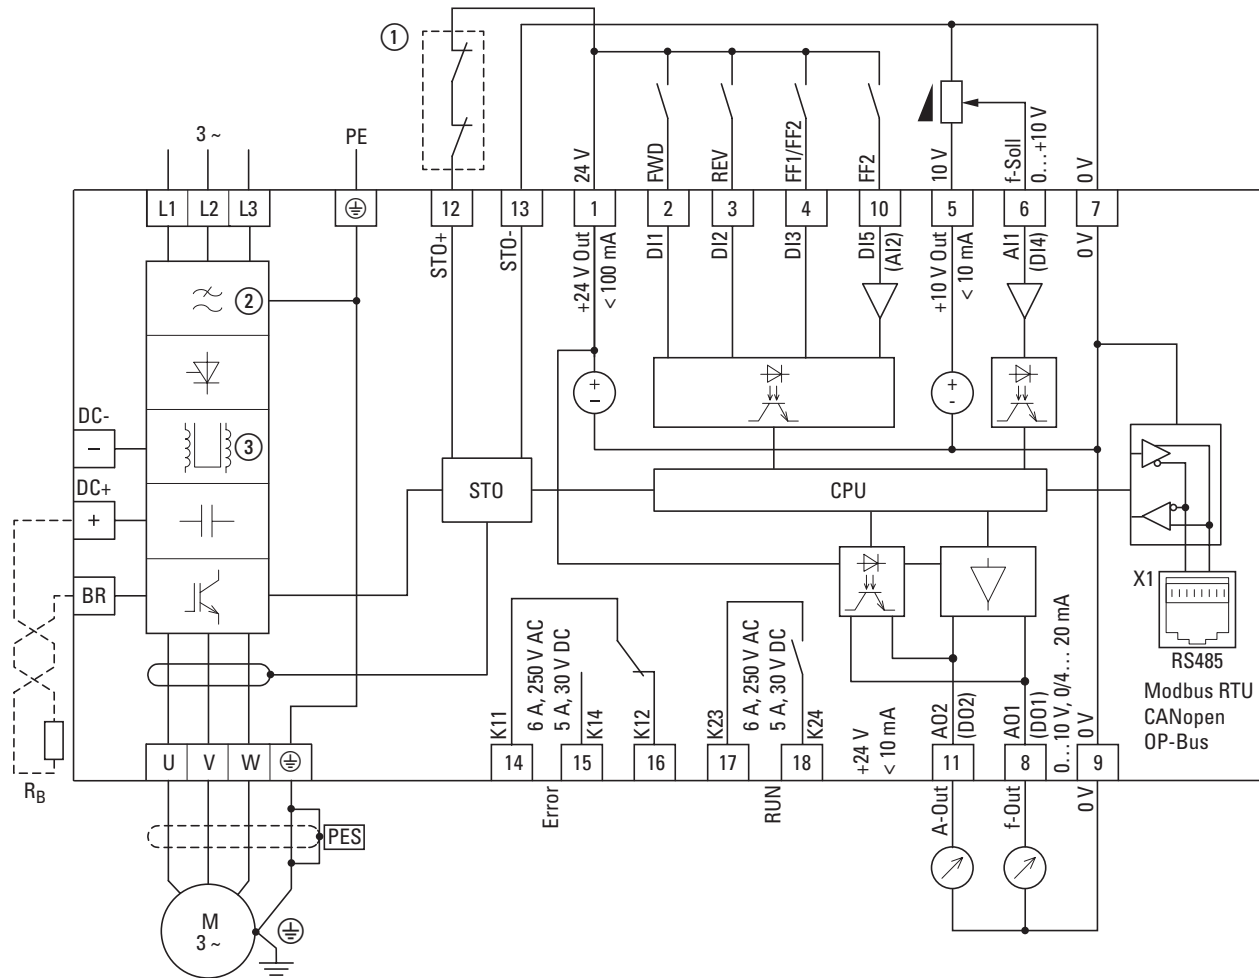 1
3 ~
PE
24 V
FWD
REV
FF1/FF2
FF2
10 V
f-Soll
0…+10 V
0 V
L1 L2 L3
12 13 1 2 3 4 10 5 6 7
STO+
STO-
+24 V Out
< 100 mA
DI1
DI2
DI3
DI5
(AI2)
+10 V Out
< 10 mA
AI1
(DI4)
0 V
2
+
–
+
-
DC-
–
3
DC+
+
STO
CPU
BR
X1
RS485
Modbus RTU
CANopen
OP-Bus
K11
6 A, 250 V AC
5 A, 30 V DC
K14
K12
K23
6 A, 250 V AC
5 A, 30 V DC
K24
+24 V
< 10 mA
AO2
(DO2)
AO1
(DO1)
0…10 V, 0/4… 20 mA
0 V
U V W
14 15 16 17 18 11 8 9
RB
Error
RUN
A-Out
f-Out
0 V
PES
M
3 ~